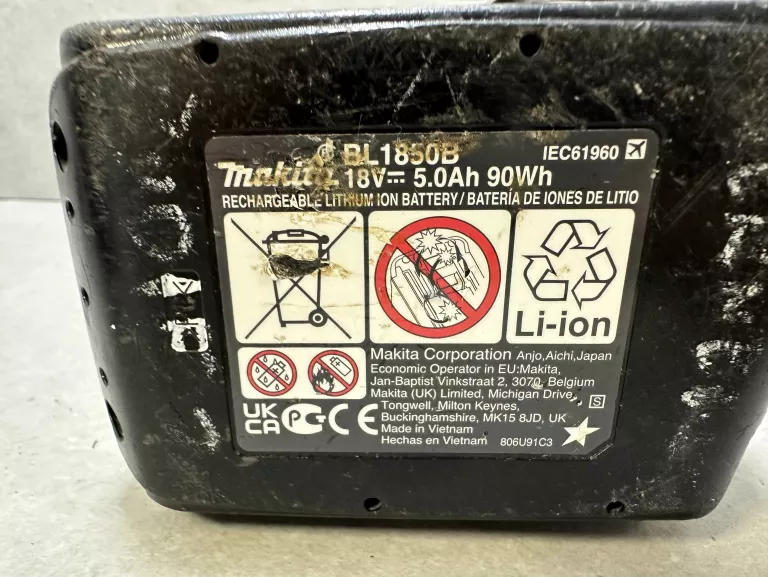 BL1850B
IEC61960
Makita 18V 5.0Ah 90Wh
RECHARGEABLE LITHIUM ION BATTERY / BATERÍA DE IONES DE LITIO
Li-ion
Makita Corporation Anjo,Aichi,Japan
Economic Operator in EU:Makita,
Jan-Baptist Vinkstraat 2, 3070, Belgium
Makita (UK) Limited, Michigan Drive,
Tongwell, Milton Keynes,
Buckinghamshire, MK15 8JD, UK
Made in Vietnam
Hechas en Vietnam
806U91C3
S
UK
CA
CE